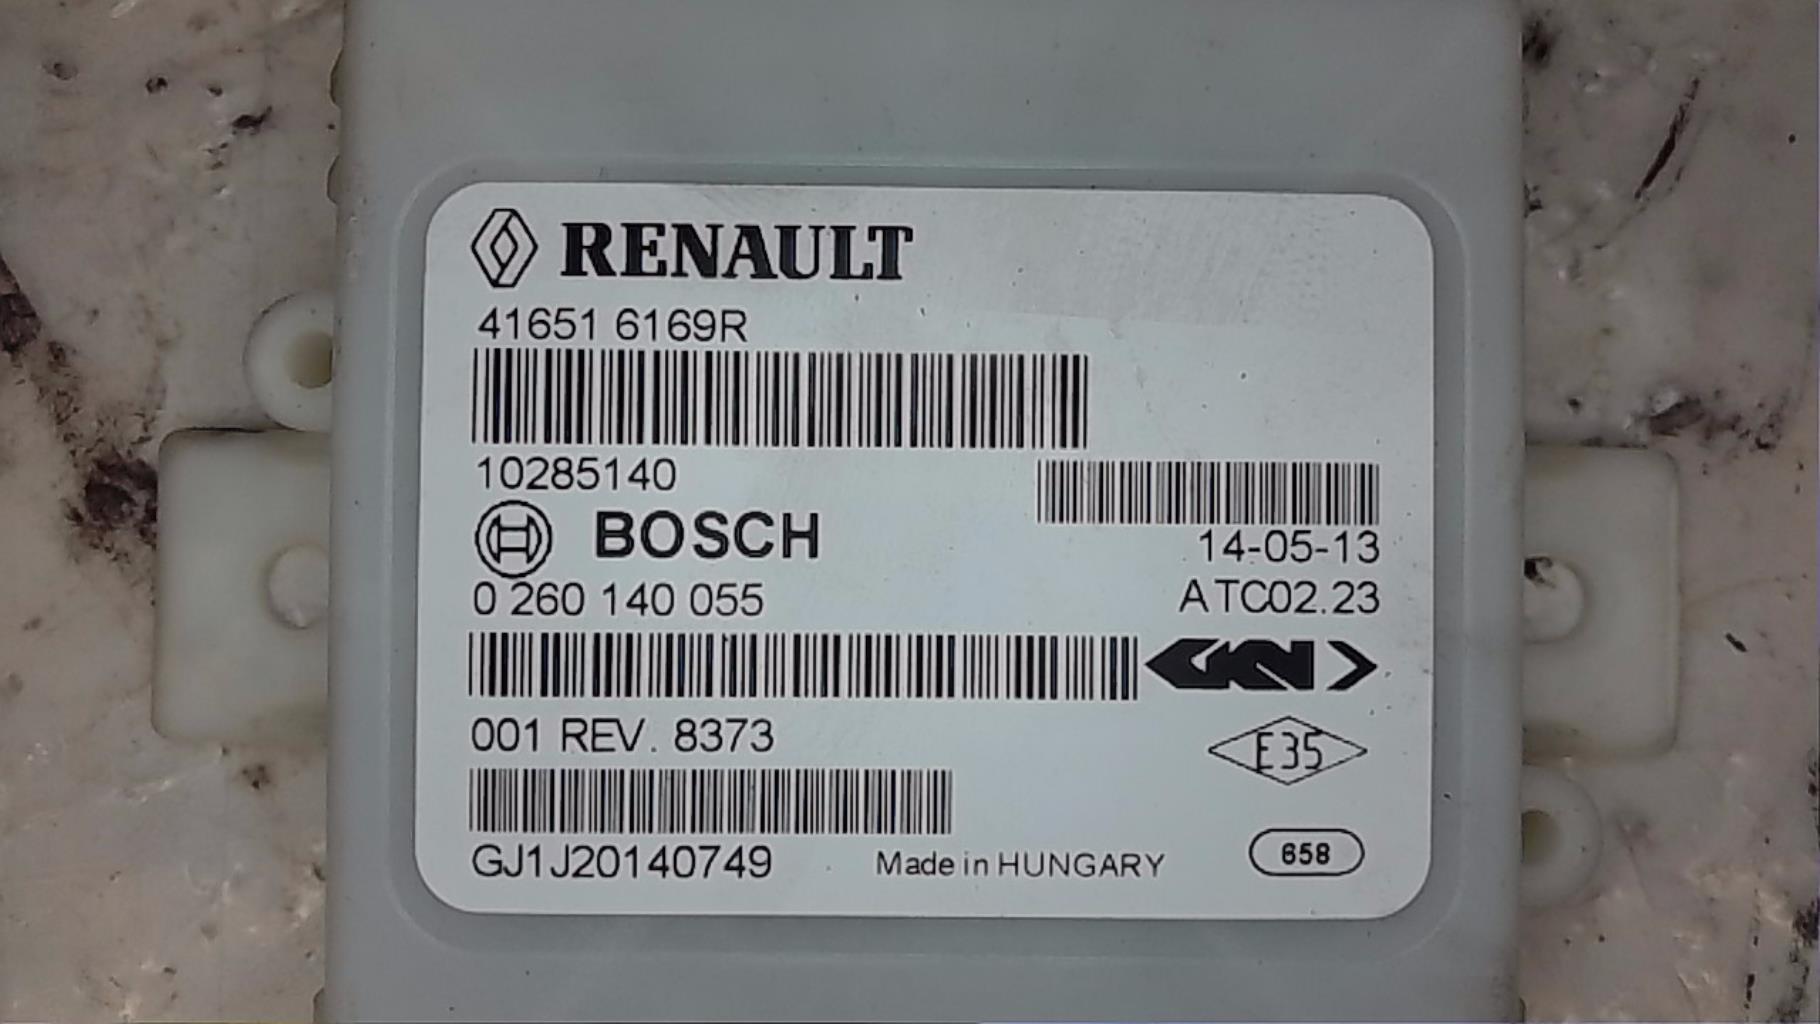 RENAULT
41651 6169R
10285140
BOSCH
14-05-13
0 260 140 055
ATC02.23
GKN
001 REV. 8373
E35
GJ1J20140749
Made in HUNGARY
658